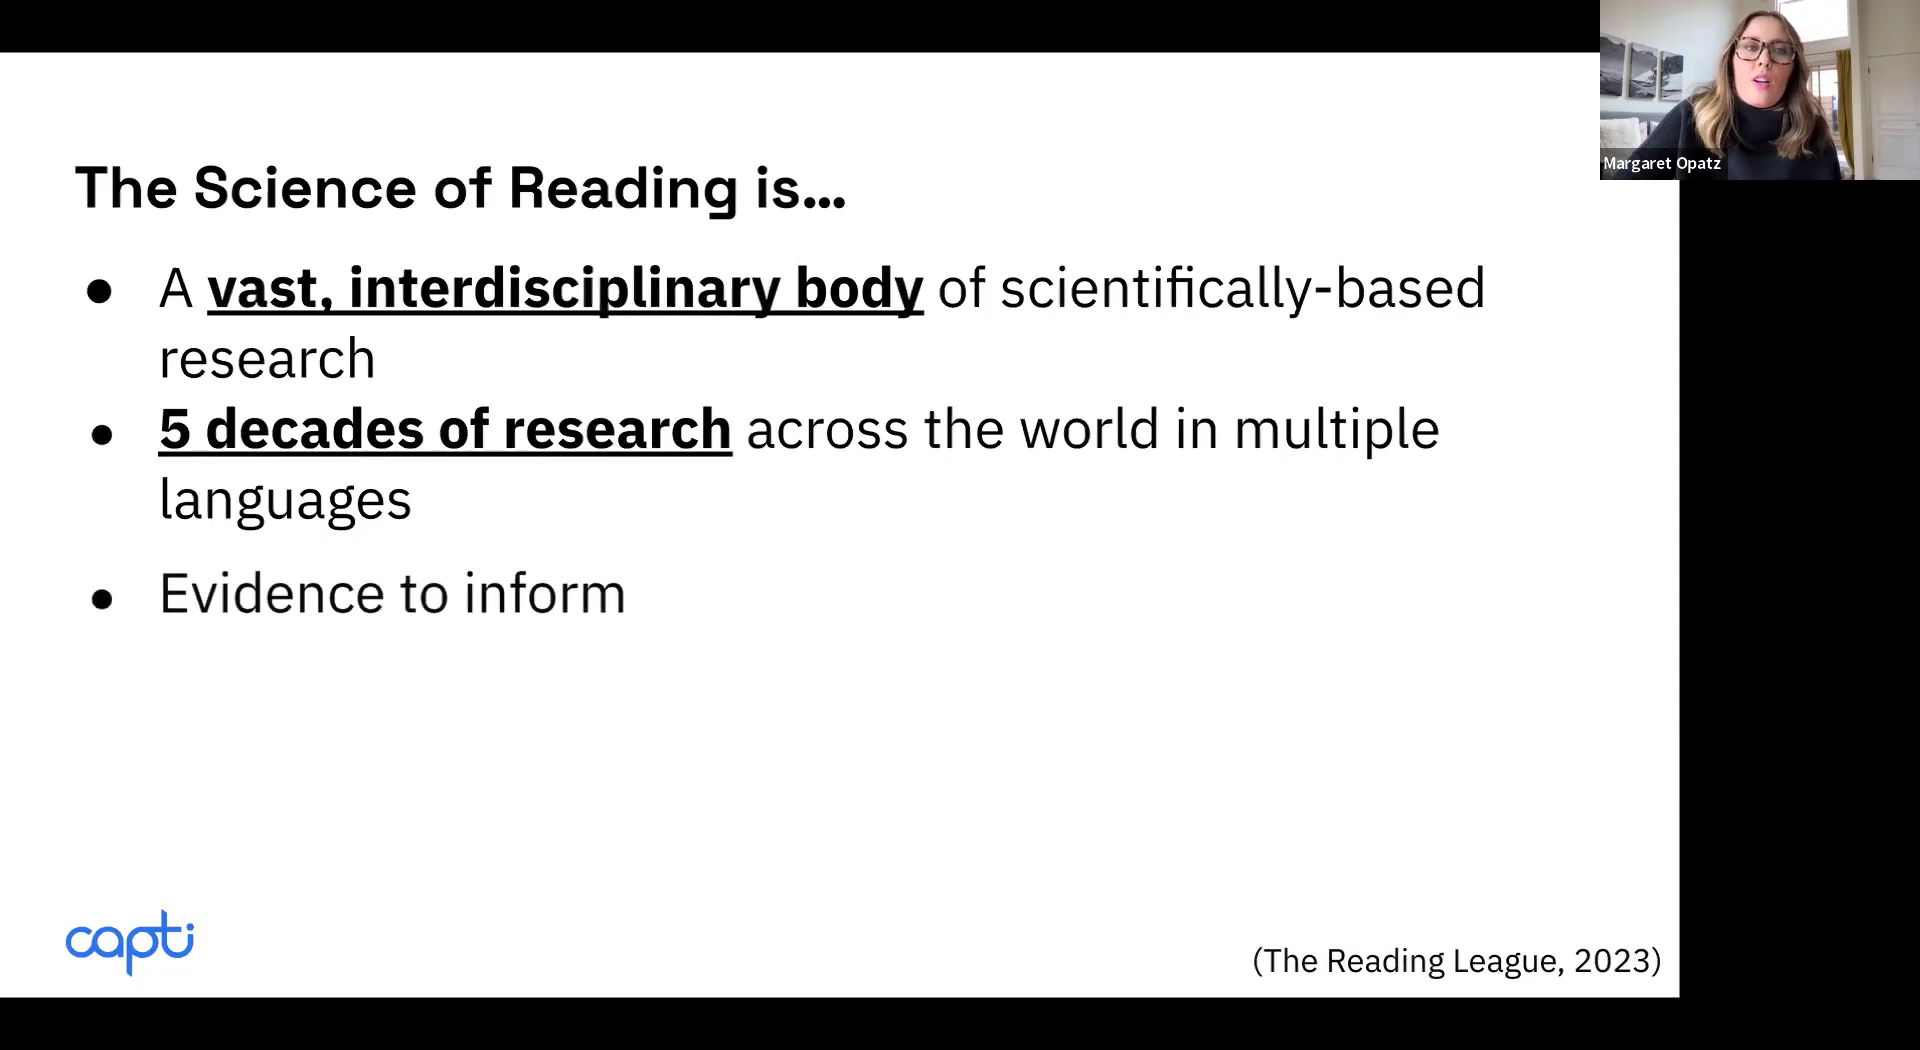 Margaret Opatz
The Science of Reading is...
● A vast, interdisciplinary body of scientifically-based
research
● 5 decades of research across the world in multiple
languages
● Evidence to inform
capti
(The Reading League, 2023)